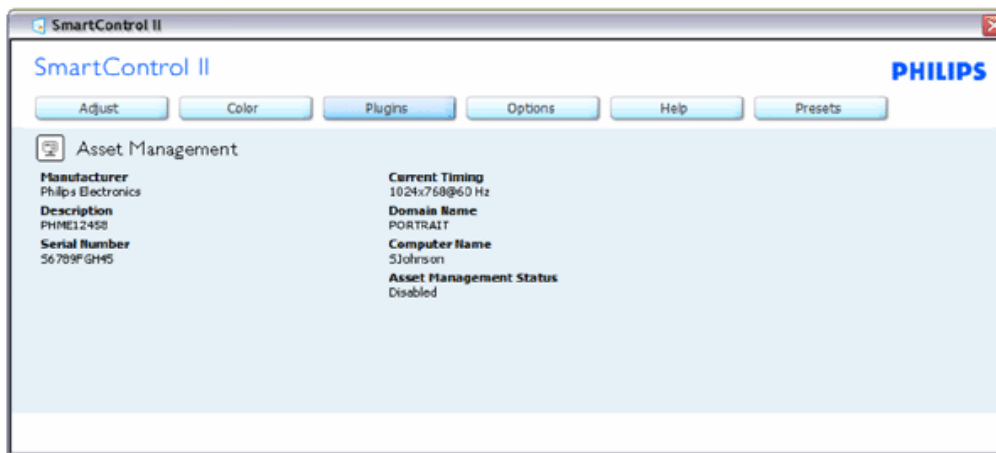 SmartControl II
SmartControl II
PHILIPS
Adjust
Color
Plugins
Options
Help
Presets
Asset Management
Manufacturer
Philips Electronics
Description
PHME12458
Serial Number
56789FGH45
Current Timing
1024x768@60 Hz
Domain Name
PORTRAIT
Computer Name
SJohnson
Asset Management Status
Disabled